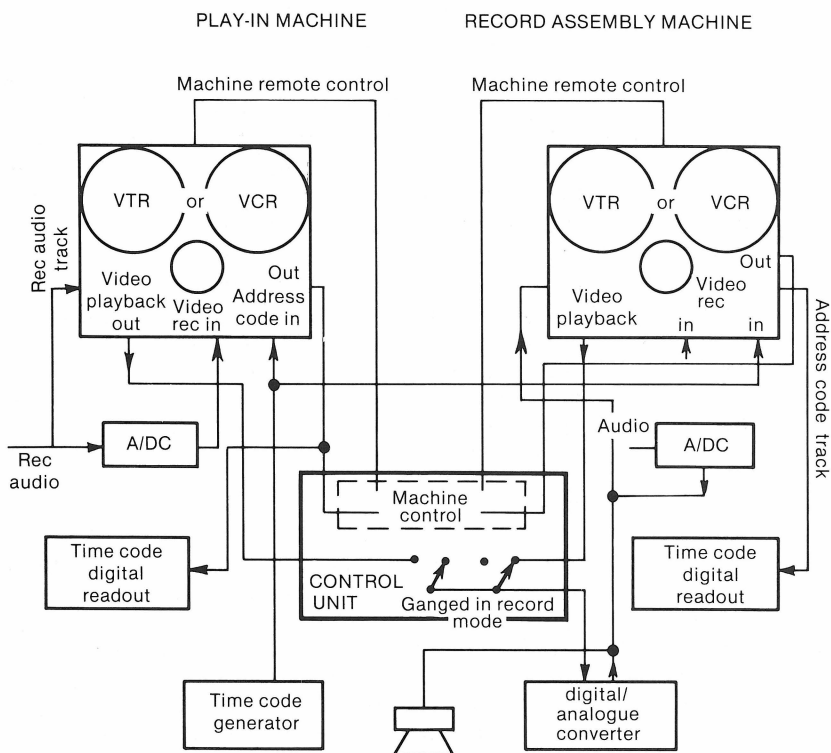 PLAY-IN MACHINE
RECORD ASSEMBLY MACHINE
Machine remote control
Machine remote control
VTR or VCR
VTR or VCR
Rec audio
track
Video
playback
out
Video
rec in
Out
Address
code in
Video
playback
Out
Video
rec
in
in
Address code track
Rec
audio
A/DC
Audio
A/DC
Machine
control
Time code
digital
readout
CONTROL
UNIT
Ganged in record
mode
Time code
digital
readout
Time code
generator
digital/
analogue
converter